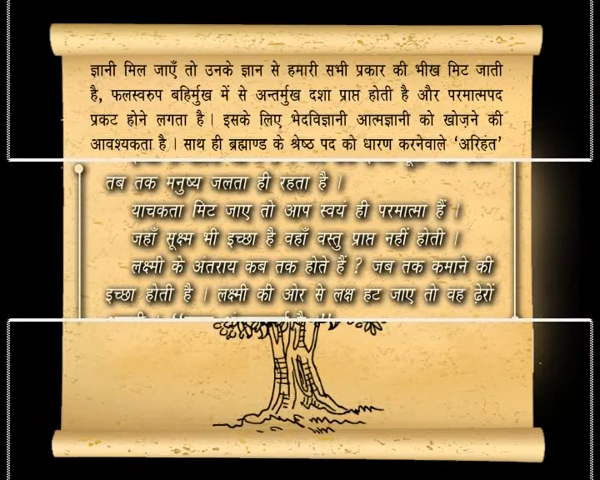 ज्ञानी मिल जाएँ तो उनके ज्ञान से हमारी सभी प्रकार की भीख मिट जाती
है, फलस्वरुप बहिर्मुख में से अन्तर्मुख दशा प्राप्त होती है और परमात्मपद
प्रकट होने लगता है। इसके लिए भेदविज्ञानी आत्मज्ञानी को खोज़ने की
आवश्यकता है। साथ ही ब्रह्माण्ड के श्रेष्ठ पद को धारण करनेवाले ‘अरिहंत’
तब तक मनुष्य जलता ही रहता है।
याचकता मिट जाए तो आप स्वयं ही परमात्मा हैं।
जहाँ सूक्ष्म भी इच्छा है वहाँ वस्तु प्राप्त नहीं होती।
लक्ष्मी के अंतराय कब तक होते हैं? जब तक कमाने की
इच्छा होती है। लक्ष्मी की ओर से लक्ष हट जाए तो वह ढ़ेरों